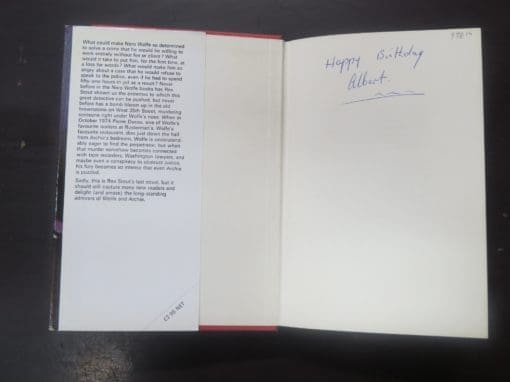 What could make Nero Wolfe so determined
to solve a crime that he would be willing to
work entirely without fee or client? What
would it take to put him, for the first time, at
a loss for words? What would make him so
angry about a case that he would refuse to
speak to the police, even if he had to spend
fifty-one hours in jail as a result? Never
before in the Nero Wolfe books has Rex
Stout shown us the extremes to which this
great detective can be pushed, but never
before has a bomb blown up in the old
brownstone on West 35th Street, murdering
someone right under Wolfe's nose. When in
October 1974 Pierre Ducos, one of Wolfe's
favourite waiters at Rusterman's, Wolfe's
favourite restaurant, dies just down the hall
from Archie's bedroom, Wolfe is understand-
ably eager to find the perpetrator, but when
that murder somehow becomes connected
with tape recorders, Washington lawyers, and
maybe even a conspiracy to obstruct justice,
his fury becomes so intense that even Archie
is puzzled.
Sadly, this is Rex Stout's last novel, but it
should still capture many new readers and
delight (and amaze) the long-standing
admirers of Wolfe and Archie.
£2·95 NET
Happy Birthday
Albert